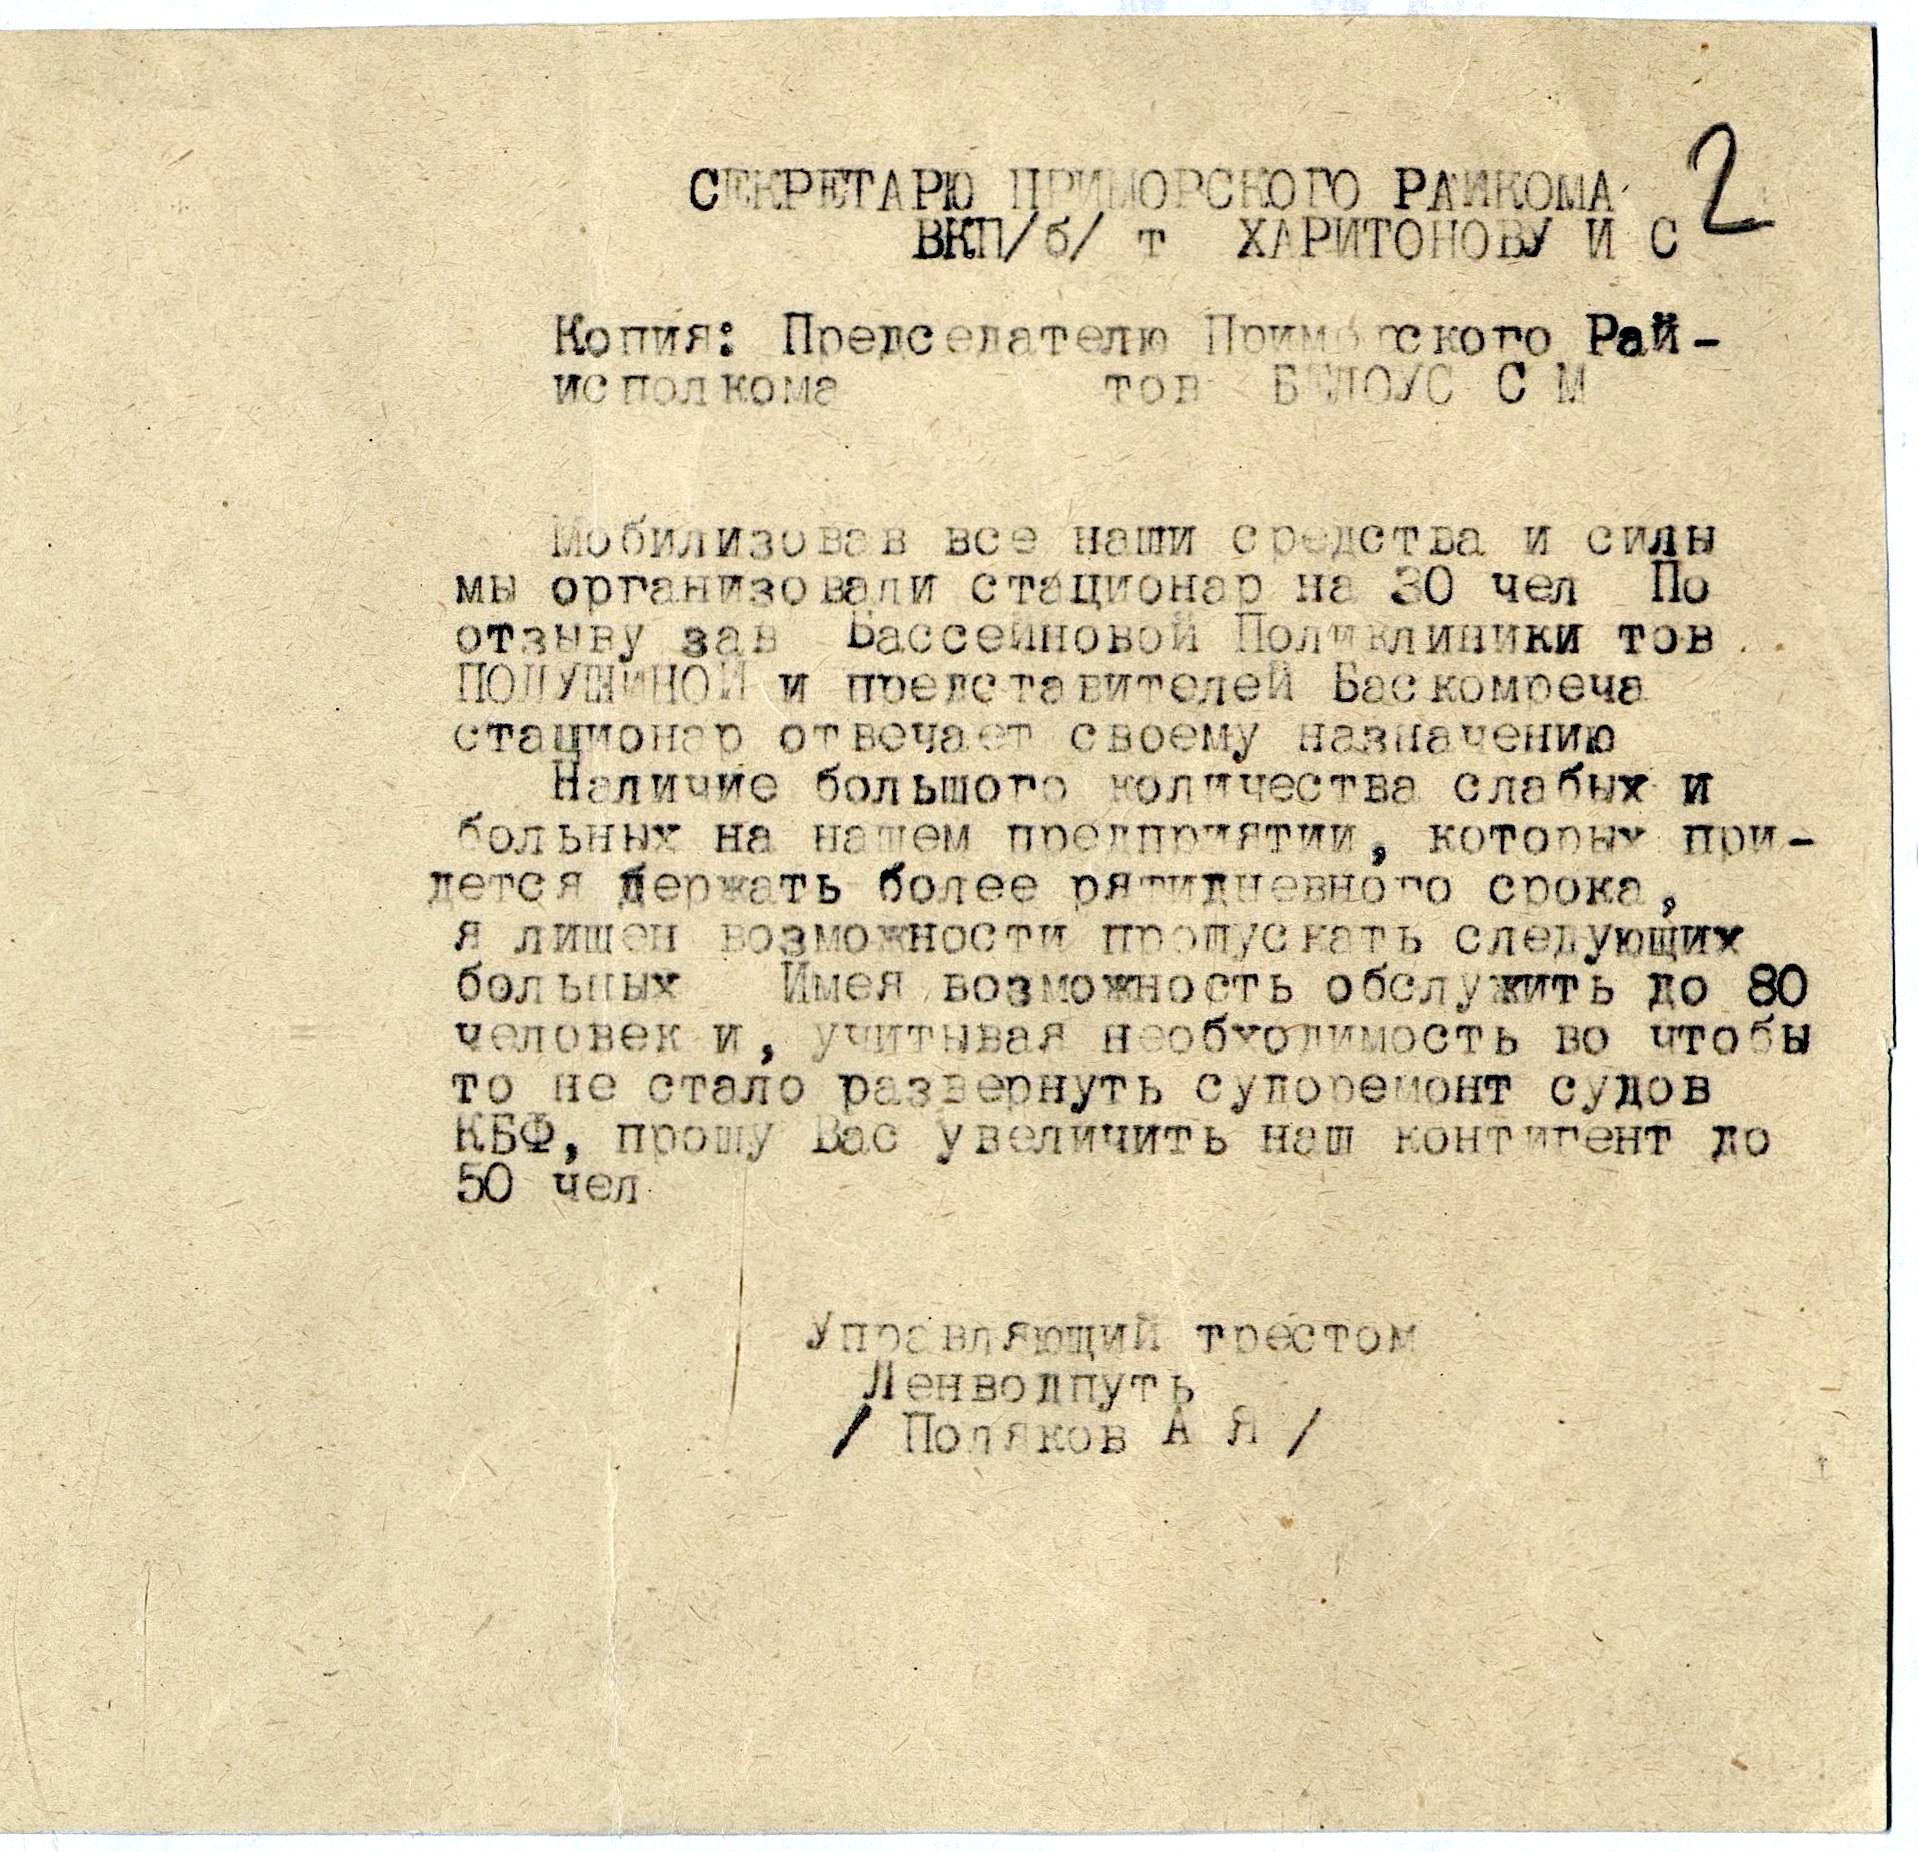 2
СЕКРЕТАРЮ ПРИМОРСКОГО РАЙКОМА
ВКП/б/ т ХАРИТОНОВУ И С
Копия: Председателю Приморского Рай-
исполкома тов БЕЛОУС С М
Мобилизовав все наши средства и силы
мы организовали стационар на 30 чел По
отзыву зав Бассейновой Поликлиники тов
и представителей Баскомреча
стационар отвечает своему назначению
Наличие большого количества слабых и
больных на нашем предприятии, которых при-
дется держать более пятидневного срока,
я лишен возможности пропускать следующих
больных Имея возможность обслужить до 80
человек и, учитывая необходимость во чтобы
то не стало развернуть судоремонт судов
КБФ, прошу Вас увеличить наш контигент до
50 чел
Управляющий трестом
Ленводпуть
/ Поляков А Я /